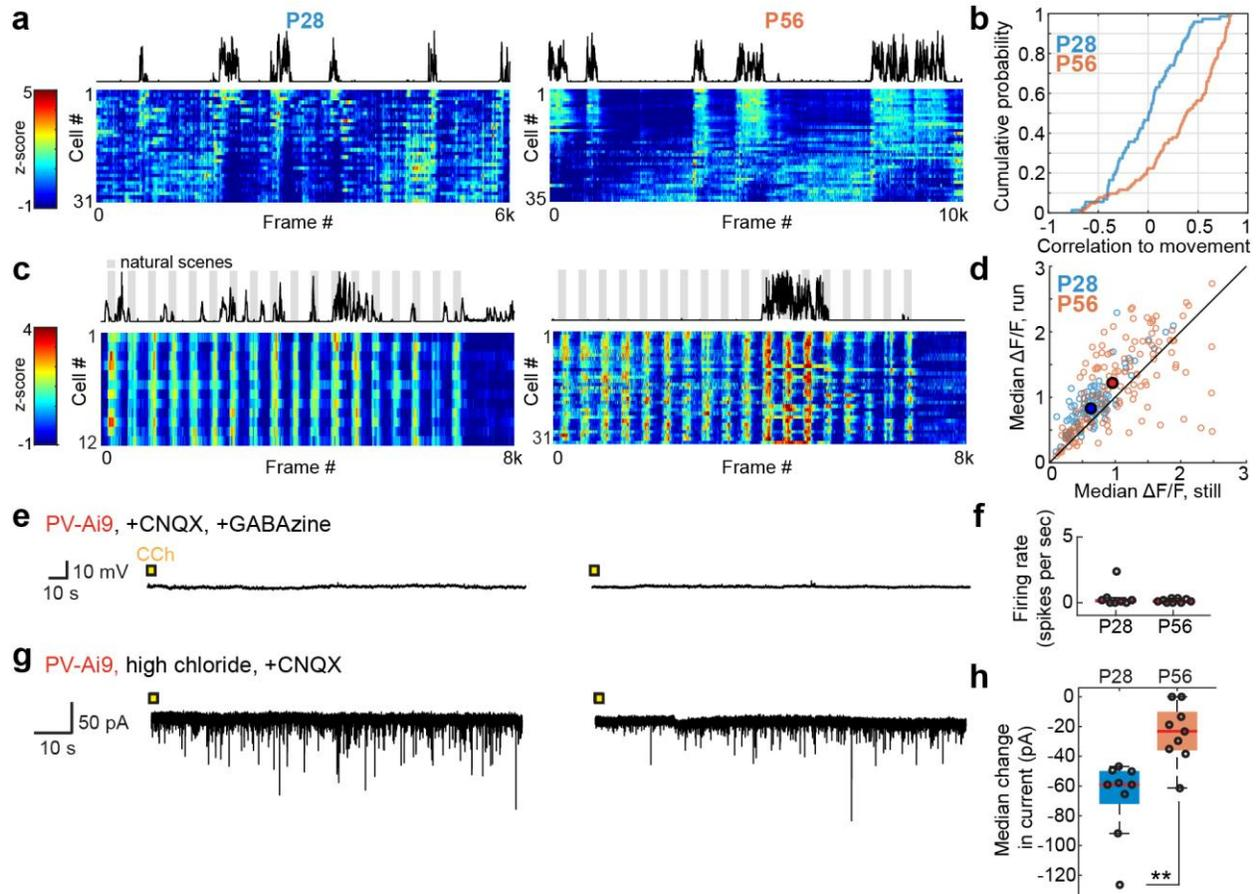 a
P28
P56
5
z-score
-1
1
Cell #
31
0
Frame #
6k
1
Cell #
35
0
Frame #
10k
b
P28
P56
Cumulative probability
1
0.8
0.6
0.4
0.2
0
-1
-0.5
0
0.5
1
Correlation to movement
c
natural scenes
4
z-score
-1
1
Cell #
12
0
Frame #
8k
1
Cell #
31
0
Frame #
8k
d
P28
P56
Median ΔF/F, run
3
2
1
0
0
1
2
3
Median ΔF/F, still
e
PV-Ai9, +CNQX, +GABAzine
CCh
10 mV
10 s
f
Firing rate
(spikes per sec)
5
0
P28
P56
g
PV-Ai9, high chloride, +CNQX
50 pA
10 s
h
P28
P56
Median change
in current (pA)
0
-20
-40
-60
-80
-100
-120
**